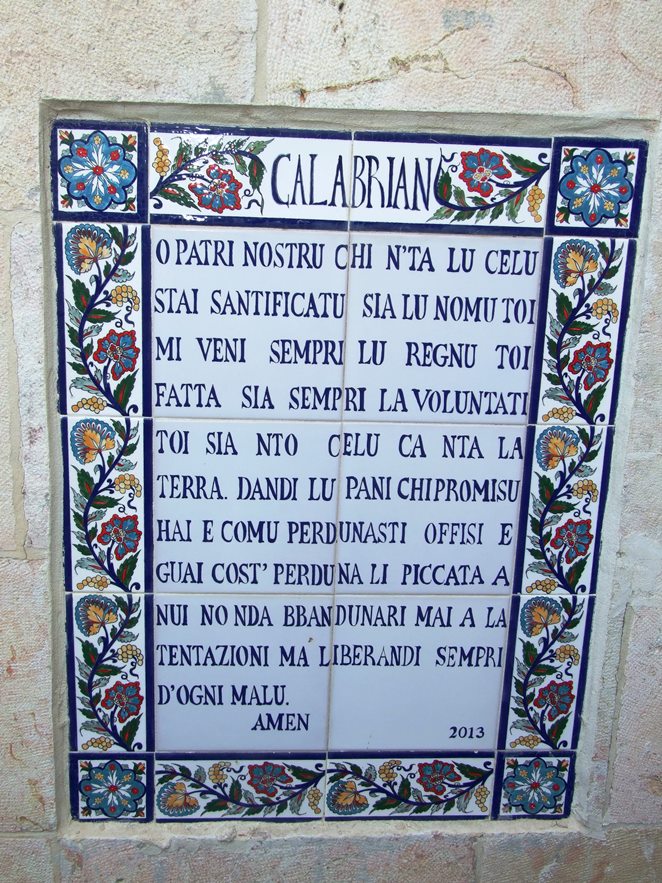 CALABRIAN
O PATRI NOSTRU CHI N'TA LU CELU
STAI SANTIFICATU SIA LU NOMU TOI
MI VENI SEMPRI LU REGNU TOI
FATTA SIA SEMPRI LA VOLUNTATI
TOI SIA NTO CELU CA NTA LA
TERRA. DANDI LU PANI CHI PROMISU
HAI E COMU PERDUNASTI OFFISI E
GUAI COST' PERDUNA LI PICCATA A
NUI NO NDA BBANDUNARI MAI A LA
TENTAZIONI MA LIBERANDI SEMPRI
D'OGNI MALU.
AMEN
2013